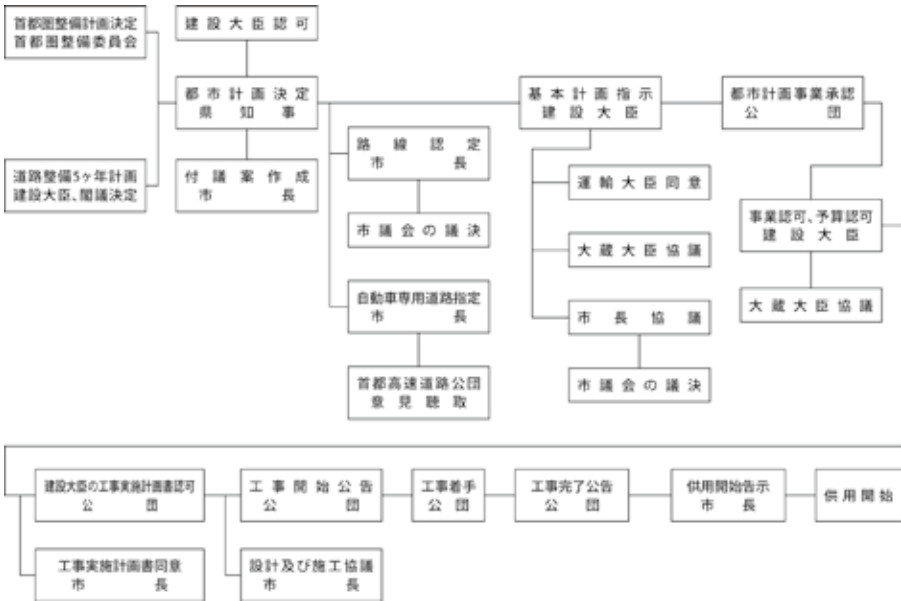 首都圏整備計画決定
首都圏整備委員会
建設大臣認可
都市計画決定
県知事
道路整備5ヶ年計画
建設大臣、閣議決定
付議案作成
市長
路線認定
市長
市議会の議決
自動車専用道路指定
市長
首都高速道路公団
意見聴取
基本計画指示
建設大臣
運輸大臣同意
大蔵大臣協議
市長協議
市議会の議決
都市計画事業承認
公団
事業認可、予算認可
建設大臣
大蔵大臣協議
建設大臣の工事実施計画書認可
公団
工事実施計画書同意
市長
工事開始公告
公団
設計及び施工協議
市長
工事着手
公団
工事完了公告
公団
供用開始告示
市長
供用開始